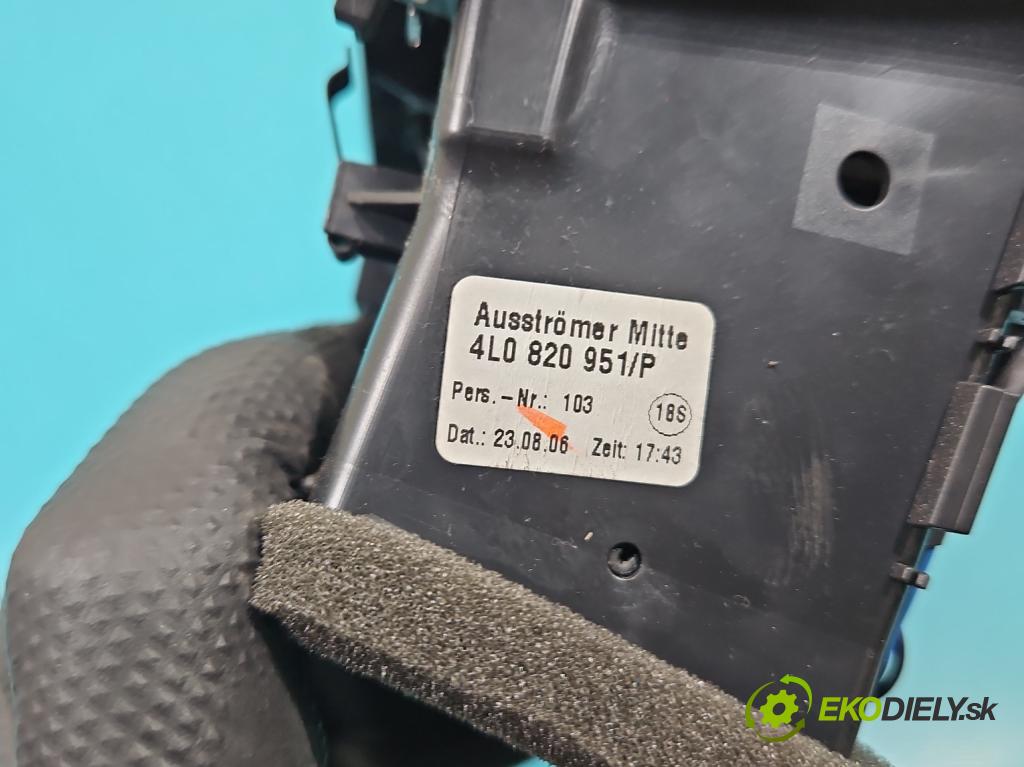 Ausströmer Mitte
4L0 820 951/P
Pers.-Nr.: 103
18S
Dat.: 23.08.06 Zeit: 17:43
EKODIELY.sk